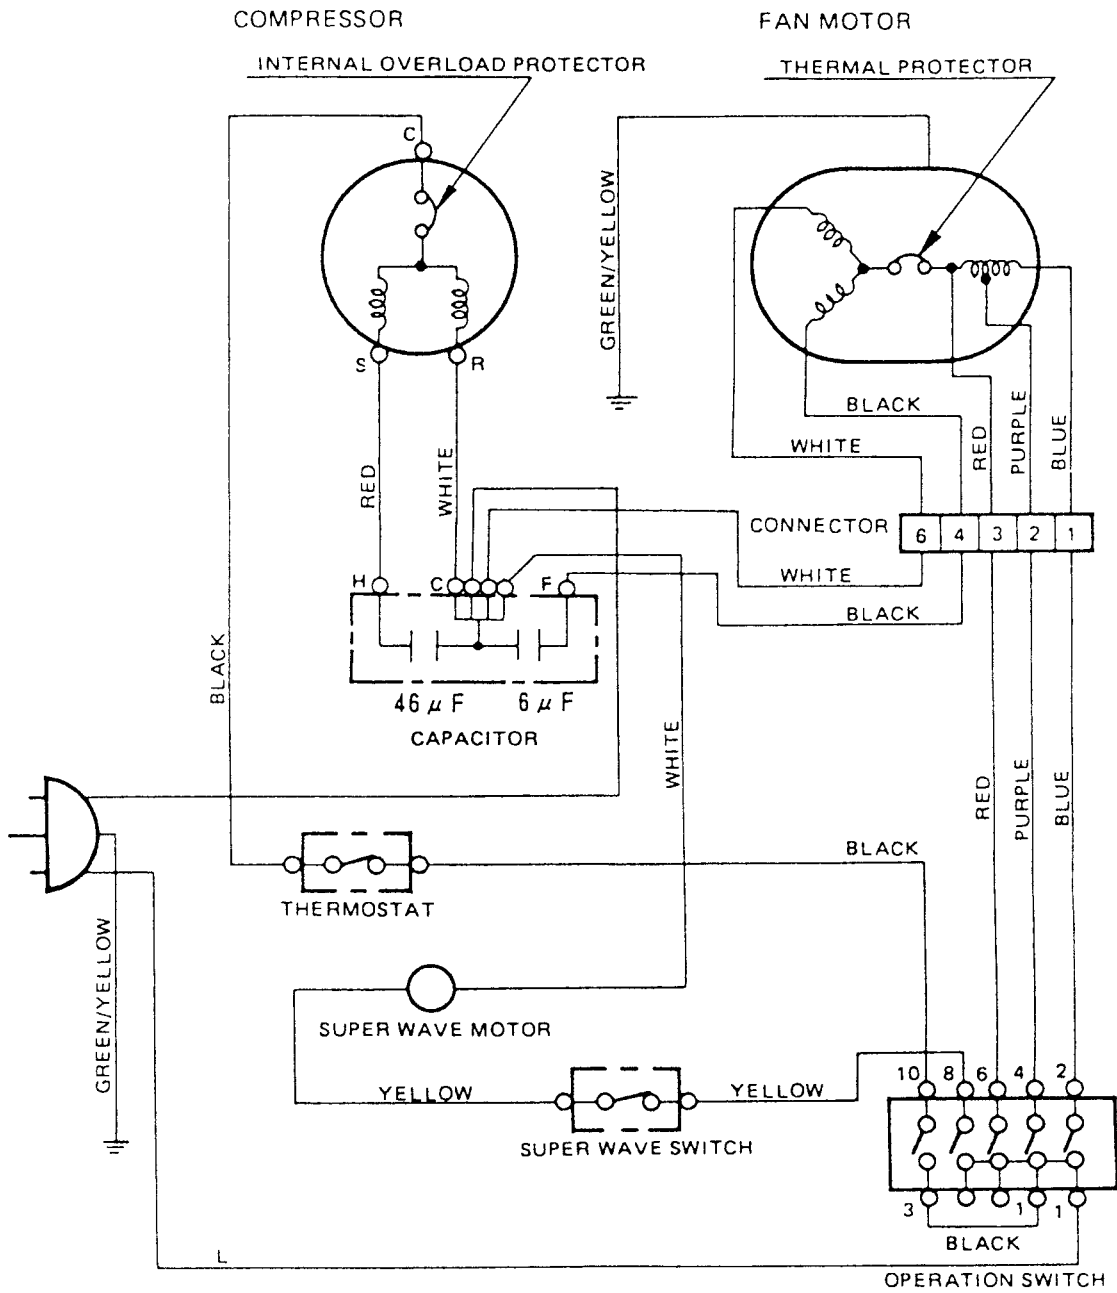 COMPRESSOR
FAN MOTOR
INTERNAL OVERLOAD PROTECTOR
THERMAL PROTECTOR
C
GREEN/YELLOW
S
R
BLACK
WHITE
RED
PURPLE
BLUE
RED
WHITE
CONNECTOR
6
4
3
2
1
H
C
F
WHITE
BLACK
BLACK
46 μ F
6 μ F
CAPACITOR
WHITE
RED
PURPLE
BLUE
BLACK
THERMOSTAT
GREEN/YELLOW
SUPER WAVE MOTOR
YELLOW
YELLOW
SUPER WAVE SWITCH
10
8
6
4
2
3
1
1
BLACK
L
OPERATION SWITCH